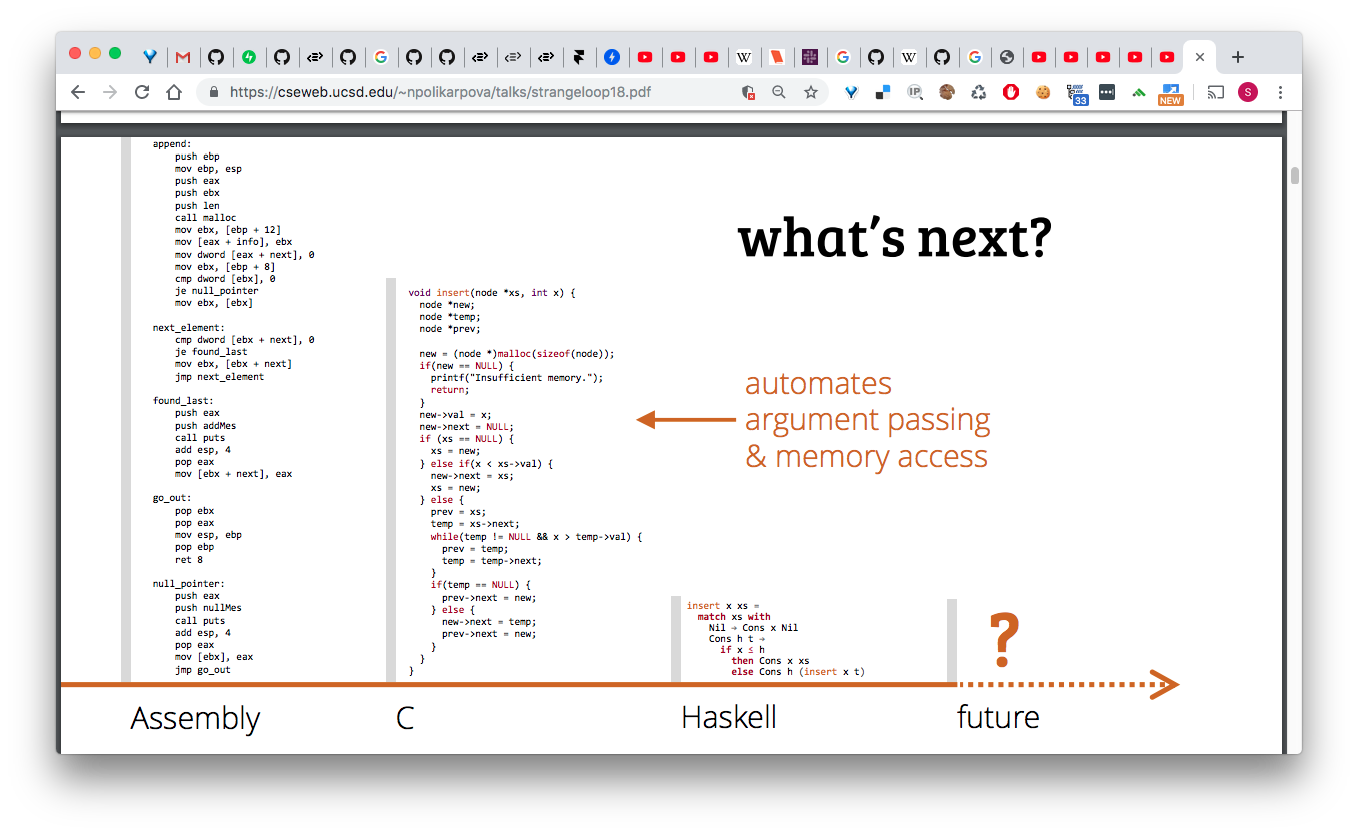 https://cseweb.ucsd.edu/~npolikarpova/talks/strangeloop18.pdf
IP
33
NEW
S
append:
push ebp
mov ebp, esp
push eax
push ebx
push len
call malloc
mov ebx, [ebp + 12]
mov [eax + info], ebx
mov dword [eax + next], 0
mov ebx, [ebp + 8]
cmp dword [ebx], 0
je null_pointer
mov ebx, [ebx]
next_element:
cmp dword [ebx + next], 0
je found_last
mov ebx, [ebx + next]
jmp next_element
found_last:
push eax
push addMes
call puts
add esp, 4
pop eax
mov [ebx + next], eax
go_out:
pop ebx
pop eax
mov esp, ebp
pop ebp
ret 8
null_pointer:
push eax
push nullMes
call puts
add esp, 4
pop eax
mov [ebx], eax
jmp go_out
void insert(node *xs, int x) {
node *new;
node *temp;
node *prev;
new = (node *)malloc(sizeof(node));
if(new == NULL) {
printf("Insufficient memory.");
return;
}
new->val = x;
new->next = NULL;
if (xs == NULL) {
xs = new;
} else if(x < xs->val) {
new->next = xs;
xs = new;
} else {
prev = xs;
temp = xs->next;
while(temp != NULL && x > temp->val) {
prev = temp;
temp = temp->next;
}
if(temp == NULL) {
prev->next = new;
} else {
new->next = temp;
prev->next = new;
}
}
}
what's next?
automates
argument passing
& memory access
insert x xs =
match xs with
Nil → Cons x Nil
Cons h t →
if x ≤ h
then Cons x xs
else Cons h (insert x t)
?
Assembly
C
Haskell
future